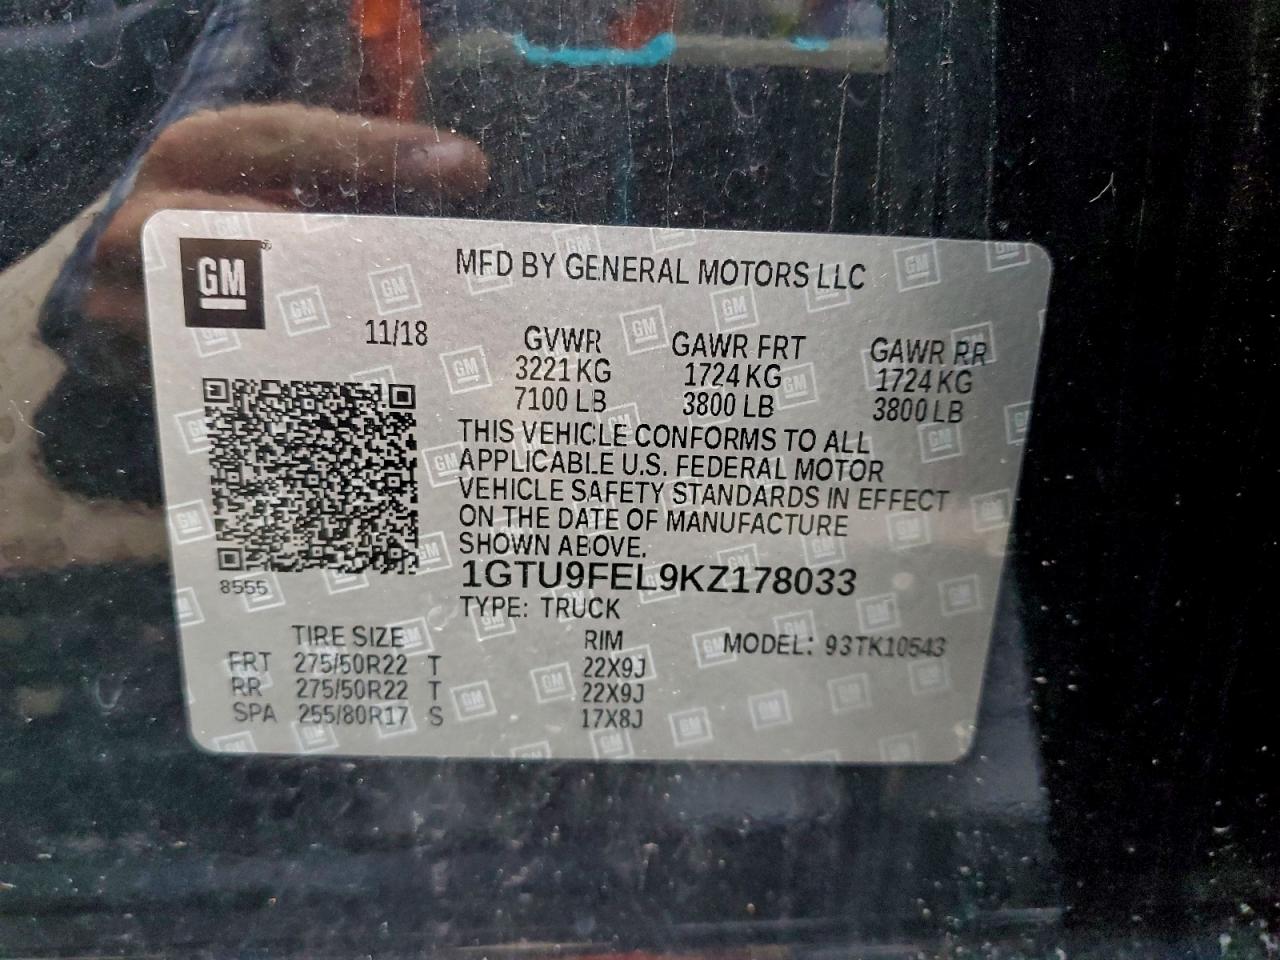 GM
MFD BY GENERAL MOTORS LLC
11/18
GVWR GAWR FRT GAWR RR
3221 KG 1724 KG 1724 KG
7100 LB 3800 LB 3800 LB
THIS VEHICLE CONFORMS TO ALL
APPLICABLE U.S. FEDERAL MOTOR
VEHICLE SAFETY STANDARDS IN EFFECT
ON THE DATE OF MANUFACTURE
SHOWN ABOVE.
8555
1GTU9FEL9KZ178033
TYPE: TRUCK
TIRE SIZE RIM MODEL: 93TK10543
FRT 275/50R22 T 22X9J
RR 275/50R22 T 22X9J
SPA 255/80R17 S 17X8J